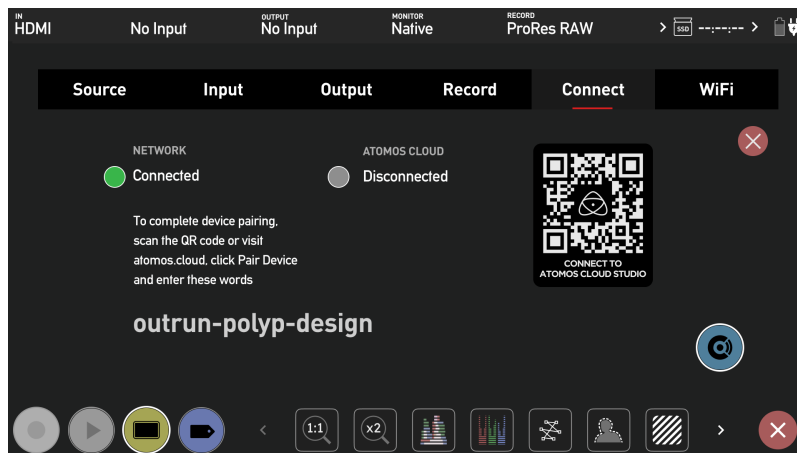 IN
HDMI
No Input
OUTPUT
No Input
MONITOR
Native
RECORD
ProRes RAW
> SSD --:--:-- >
Source
Input
Output
Record
Connect
WiFi
NETWORK
Connected
ATOMOS CLOUD
Disconnected
To complete device pairing,
scan the QR code or visit
atomos.cloud, click Pair Device
and enter these words
outrun-polyp-design
CONNECT TO
ATOMOS CLOUD STUDIO
1:1
x2